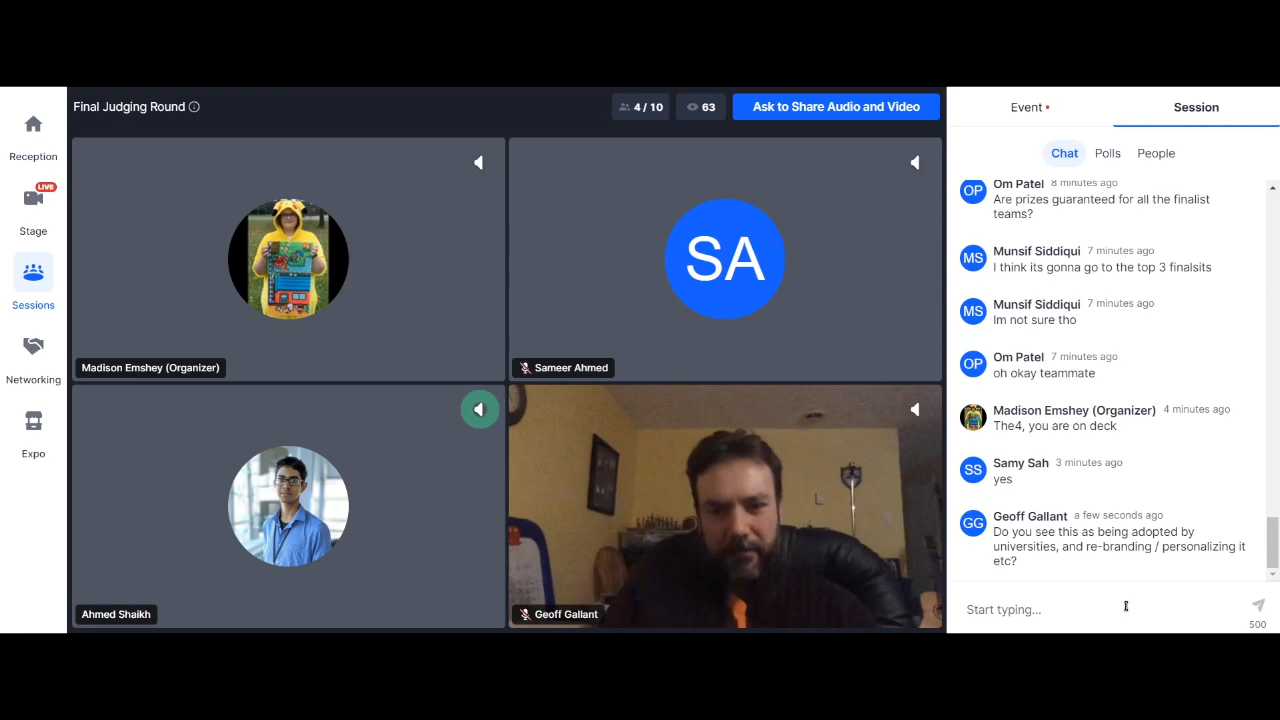 Final Judging Round
4 / 10
63
Ask to Share Audio and Video
Event
Session
Reception
LIVE
Stage
Sessions
Networking
Expo
Madison Emshey (Organizer)
SA
Sameer Ahmed
Ahmed Shaikh
Geoff Gallant
Chat
Polls
People
OP
Om Patel
8 minutes ago
Are prizes guaranteed for all the finalist
teams?
MS
Munsif Siddiqui
7 minutes ago
I think its gonna go to the top 3 finalsits
MS
Munsif Siddiqui
7 minutes ago
Im not sure tho
OP
Om Patel
7 minutes ago
oh okay teammate
Madison Emshey (Organizer)
4 minutes ago
The4, you are on deck
SS
Samy Sah
3 minutes ago
yes
GG
Geoff Gallant
a few seconds ago
Do you see this as being adopted by
universities, and re-branding / personalizing it
etc?
Start typing...
500